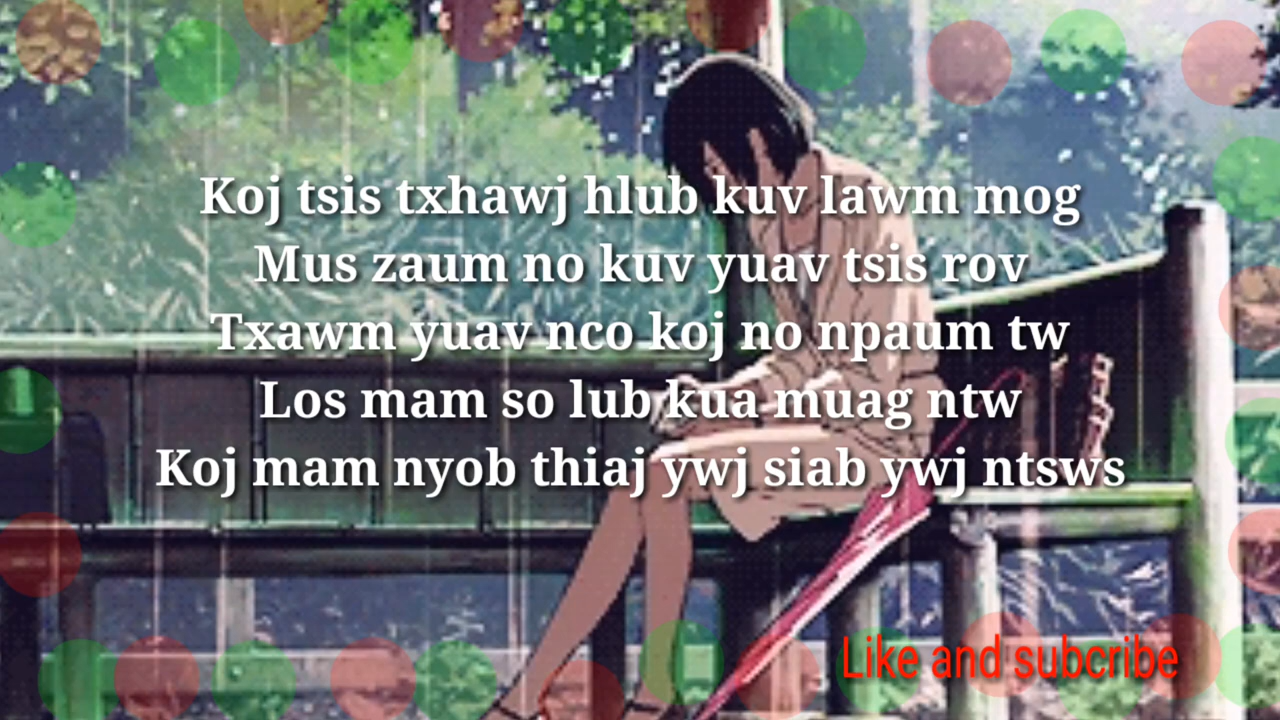 Koj tsis txhawj hlub kuv lawm mog
Mus zaum no kuv yuav tsis rov
Txawm yuav nco koj no npaum tw
Los mam so lub kua muag ntw
Koj mam nyob thiaj ywj siab ywj ntsws
Like and subcribe